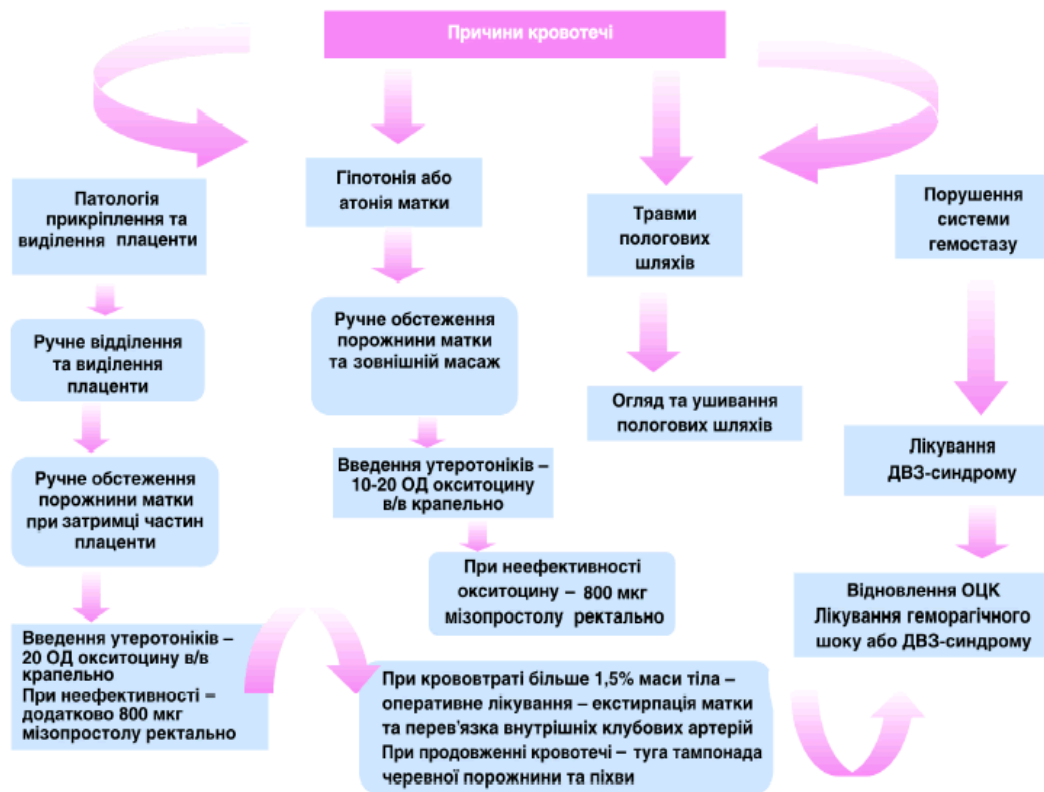 Причини кровотечі
Патологія
прикріплення та
виділення плаценти
Ручне відділення
та виділення
плаценти
Ручне обстеження
порожнини матки
при затримці частин
плаценти
Введення утеротоніків –
20 ОД окситоцину в/в
крапельно
При неефективності =
додатково 800 мкг
мізопростолу ректально
Гіпотонія або
атонія матки
Ручне обстеження
порожнини матки
та зовнішній масаж
Введення утеротоніків –
10-20 ОД окситоцину
в/в крапельно
При неефективності
окситоцину – 800 мкг
мізопростолу ректально
При крововтраті більше 1,5% маси тіла –
оперативне лікування – екстирпація матки
та перев’язка внутрішніх клубових артерій
При продовженні кровотечі – туга тампонада
черевної порожнини та піхви
Травми
пологових
шляхів
Огляд та ушивання
пологових шляхів
Порушення
системи
гемостазу
Лікування
ДВЗ-синдрому
Відновлення ОЦК
Лікування геморагічного
шоку або ДВЗ-синдрому